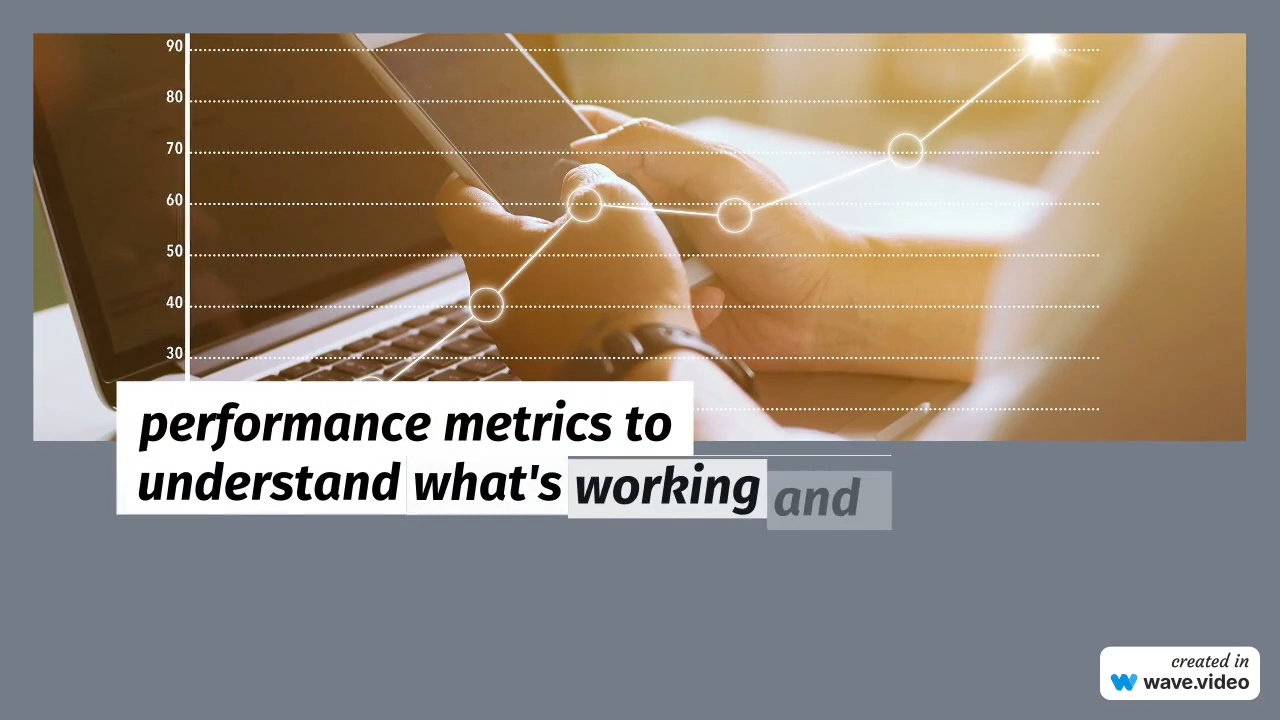 90
80
70
60
50
40
30
performance metrics to
understand what's working and
created in
wave.video